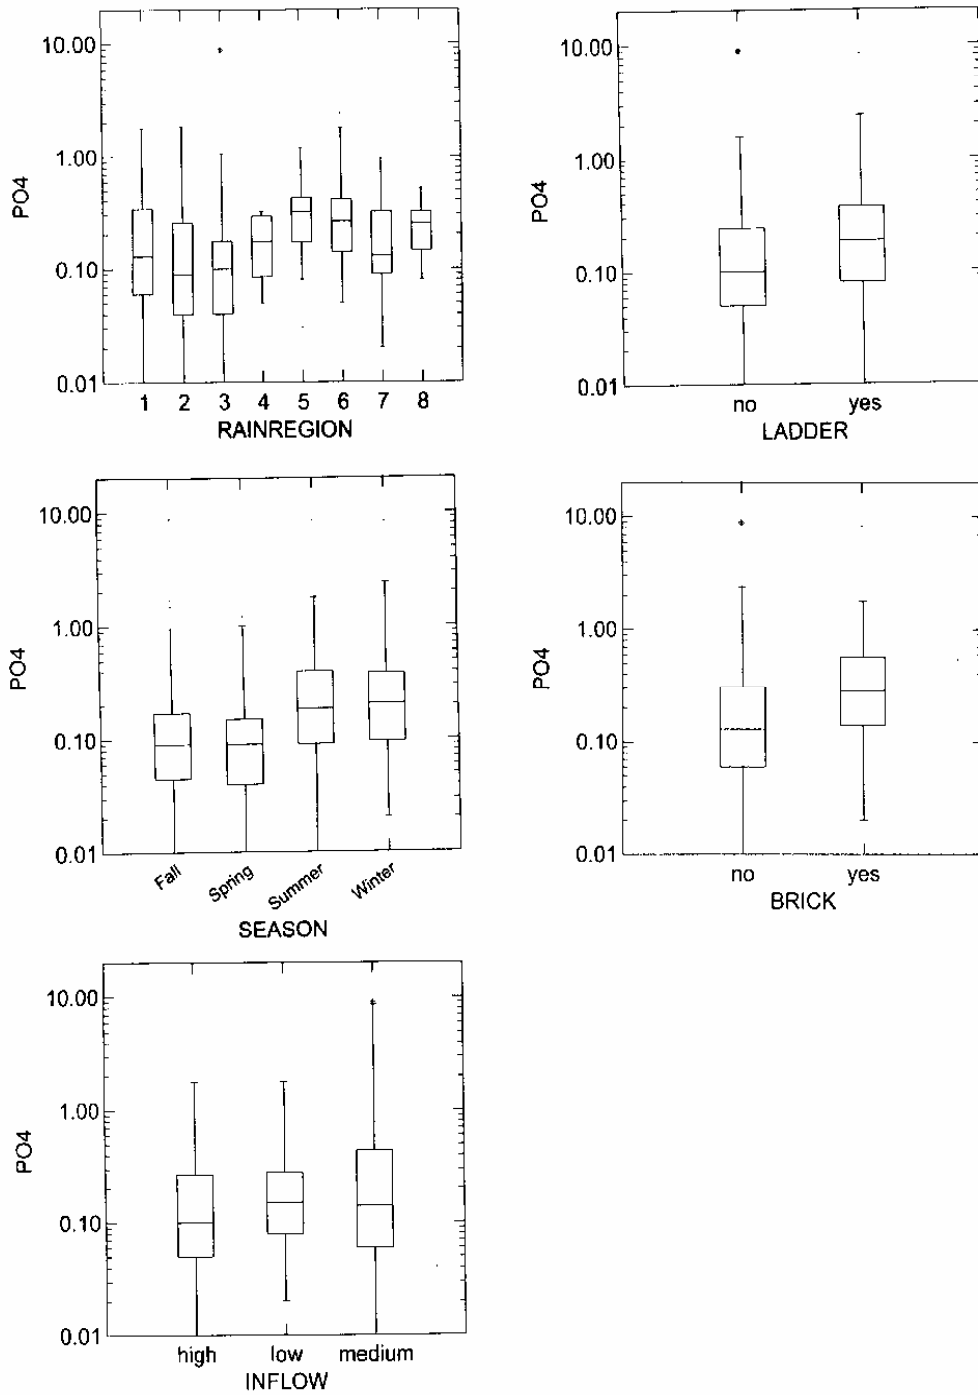 10.00
1.00
0.10
0.01
PO4
1 2 3 4 5 6 7 8
RAINREGION
10.00
1.00
0.10
0.01
PO4
no yes
LADDER
10.00
1.00
0.10
0.01
PO4
Fall Spring Summer Winter
SEASON
10.00
1.00
0.10
0.01
PO4
no yes
BRICK
10.00
1.00
0.10
0.01
PO4
high low medium
INFLOW